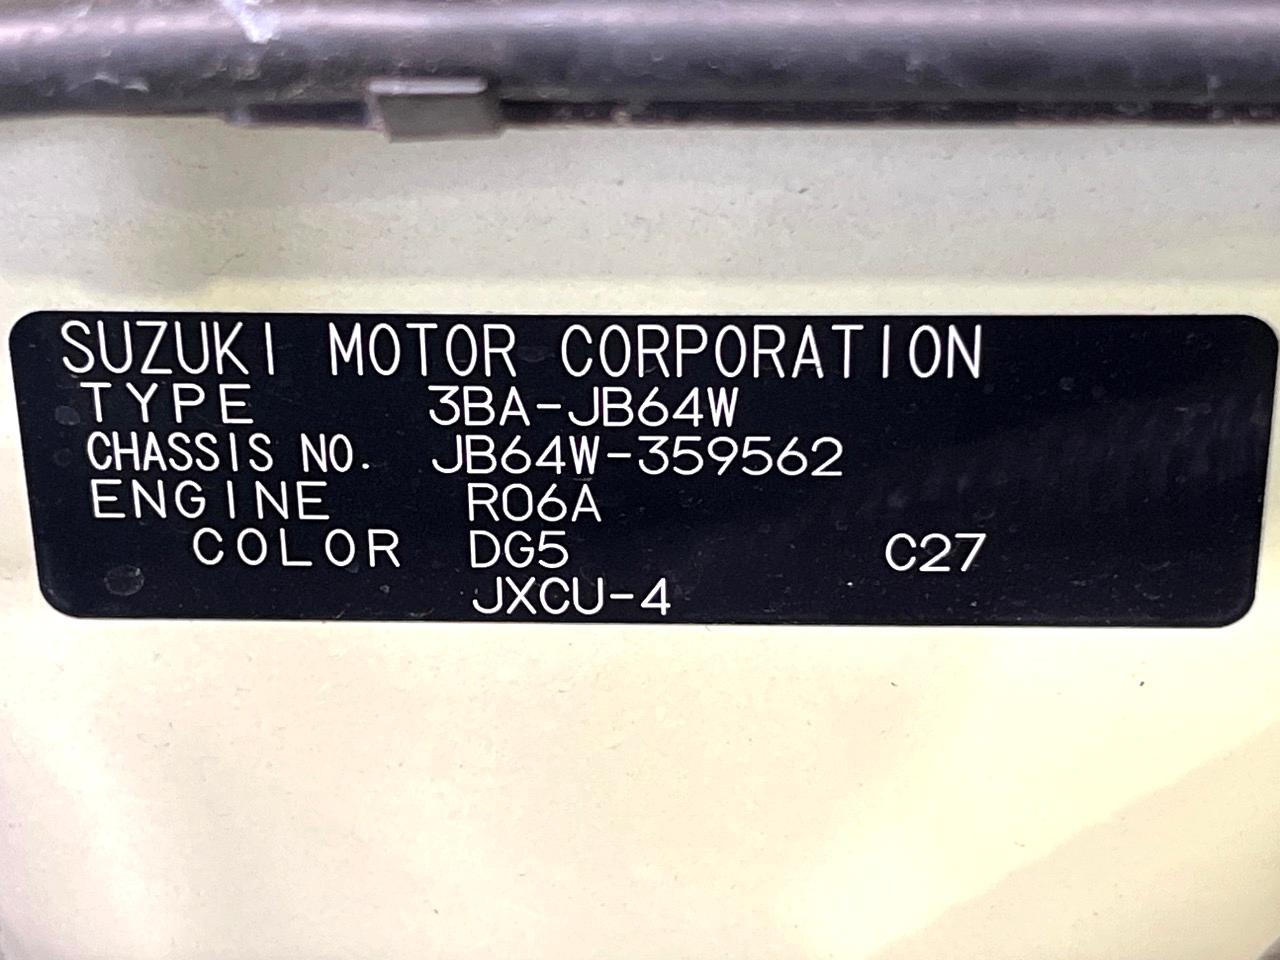 SUZUKI MOTOR CORPORATION
TYPE 3BA-JB64W
CHASSIS NO. JB64W-359562
ENGINE R06A
COLOR DG5 C27
JXCU-4